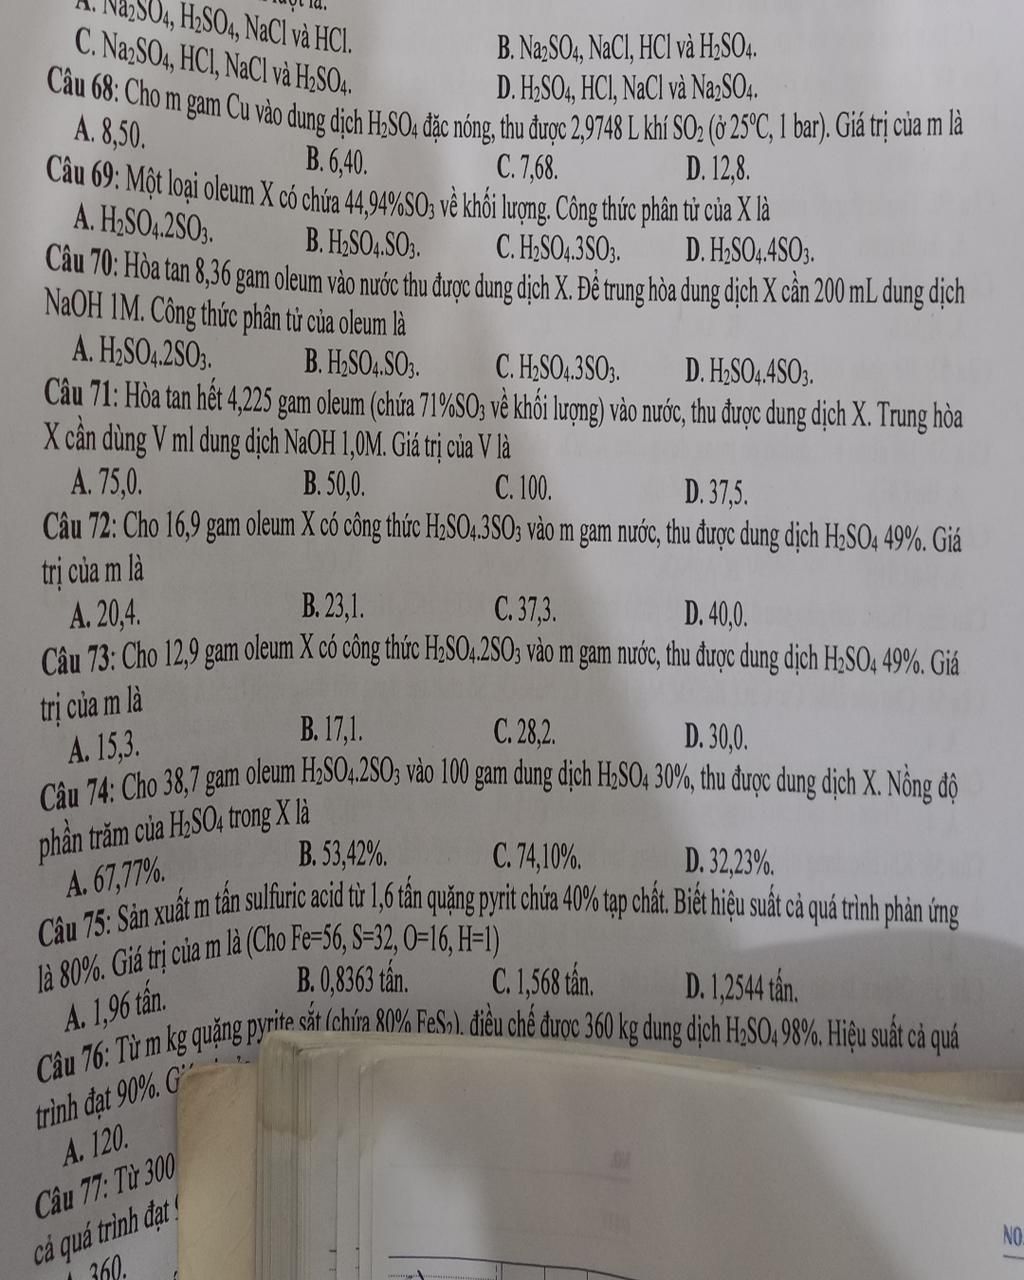 A. Na₂SO₄, H₂SO₄, NaCl và HCl.
B. Na₂SO₄, NaCl, HCl và H₂SO₄.
C. Na₂SO₄, HCl, NaCl và H₂SO₄.
D. H₂SO₄, HCl, NaCl và Na₂SO₄.
Câu 68: Cho m gam Cu vào dung dịch H₂SO₄ đặc nóng, thu được 2,9748 L khí SO₂ (ở 25⁰C, 1 bar). Giá trị của m là
A. 8,50. B. 6,40. C. 7,68. D. 12,8.
Câu 69: Một loại oleum X có chứa 44,94%SO₃ về khối lượng. Công thức phân tử của X là
A. H₂SO₄.2SO₃. B. H₂SO₄.SO₃. C. H₂SO₄.3SO₃. D. H₂SO₄.4SO₃.
Câu 70: Hòa tan 8,36 gam oleum vào nước thu được dung dịch X. Để trung hòa dung dịch X cần 200 mL dung dịch
NaOH 1M. Công thức phân tử của oleum là
A. H₂SO₄.2SO₃. B. H₂SO₄.SO₃. C. H₂SO₄.3SO₃. D. H₂SO₄.4SO₃.
Câu 71: Hòa tan hết 4,225 gam oleum (chứa 71%SO₃ về khối lượng) vào nước, thu được dung dịch X. Trung hòa
X cần dùng V ml dung dịch NaOH 1,0M. Giá trị của V là
A. 75,0. B. 50,0. C. 100. D. 37,5.
Câu 72: Cho 16,9 gam oleum X có công thức H₂SO₄.3SO₃ vào m gam nước, thu được dung dịch H₂SO₄ 49%. Giá
trị của m là
A. 20,4. B. 23,1. C. 37,3. D. 40,0.
Câu 73: Cho 12,9 gam oleum X có công thức H₂SO₄.2SO₃ vào m gam nước, thu được dung dịch H₂SO₄ 49%. Giá
trị của m là
A. 15,3. B. 17,1. C. 28,2. D. 30,0.
Câu 74: Cho 38,7 gam oleum H₂SO₄.2SO₃ vào 100 gam dung dịch H₂SO₄ 30%, thu được dung dịch X. Nồng độ
phần trăm của H₂SO₄ trong X là
A. 67,77%. B. 53,42%. C. 74,10%. D. 32,23%.
Câu 75: Sản xuất m tấn sulfuric acid từ 1,6 tấn quặng pyrit chứa 40% tạp chất. Biết hiệu suất cả quá trình phản ứng
là 80%. Giá trị của m là (Cho Fe=56, S=32, O=16, H=1)
A. 1,96 tấn. B. 0,8363 tấn. C. 1,568 tấn. D. 1,2544 tấn.
Câu 76: Từ m kg quặng pyrite sắt (chứa 80% FeS₂), điều chế được 360 kg dung dịch H₂SO₄ 98%. Hiệu suất cả quá
trình đạt 90%.
A. 120.
Câu 77: Từ 300
cả quá trình đạt
360.
NO.